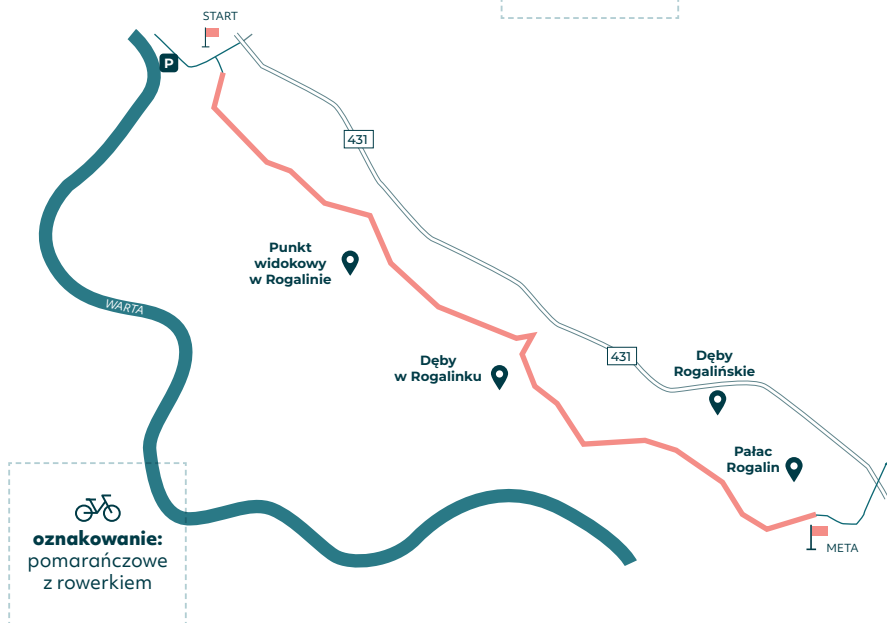 START
P
431
Punkt
widokowy
w Rogalinie
WARTA
431
Dęby
Rogalińskie
Dęby
w Rogalinku
Pałac
Rogalin
oznakowanie:
pomarańczowe
z rowerkiem
META